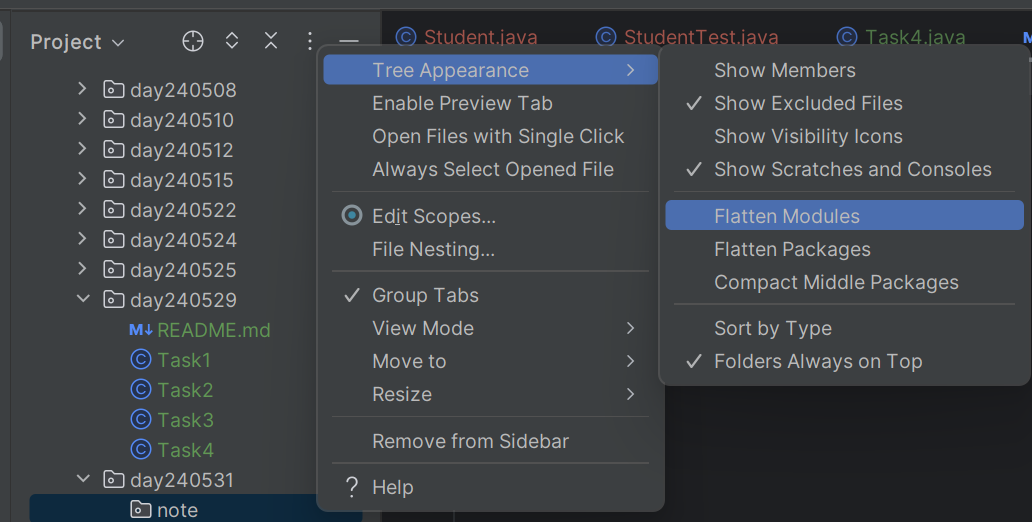 Project
Student.java
StudentTest.java
Task4.java
day240508
day240510
day240512
day240515
day240522
day240524
day240525
day240529
M↓ README.md
C Task1
C Task2
C Task3
C Task4
day240531
note
Tree Appearance
Enable Preview Tab
Open Files with Single Click
Always Select Opened File
Edit Scopes...
File Nesting...
Group Tabs
View Mode
Move to
Resize
Remove from Sidebar
? Help
Show Members
Show Excluded Files
Show Visibility Icons
Show Scratches and Consoles
Flatten Modules
Flatten Packages
Compact Middle Packages
Sort by Type
Folders Always on Top